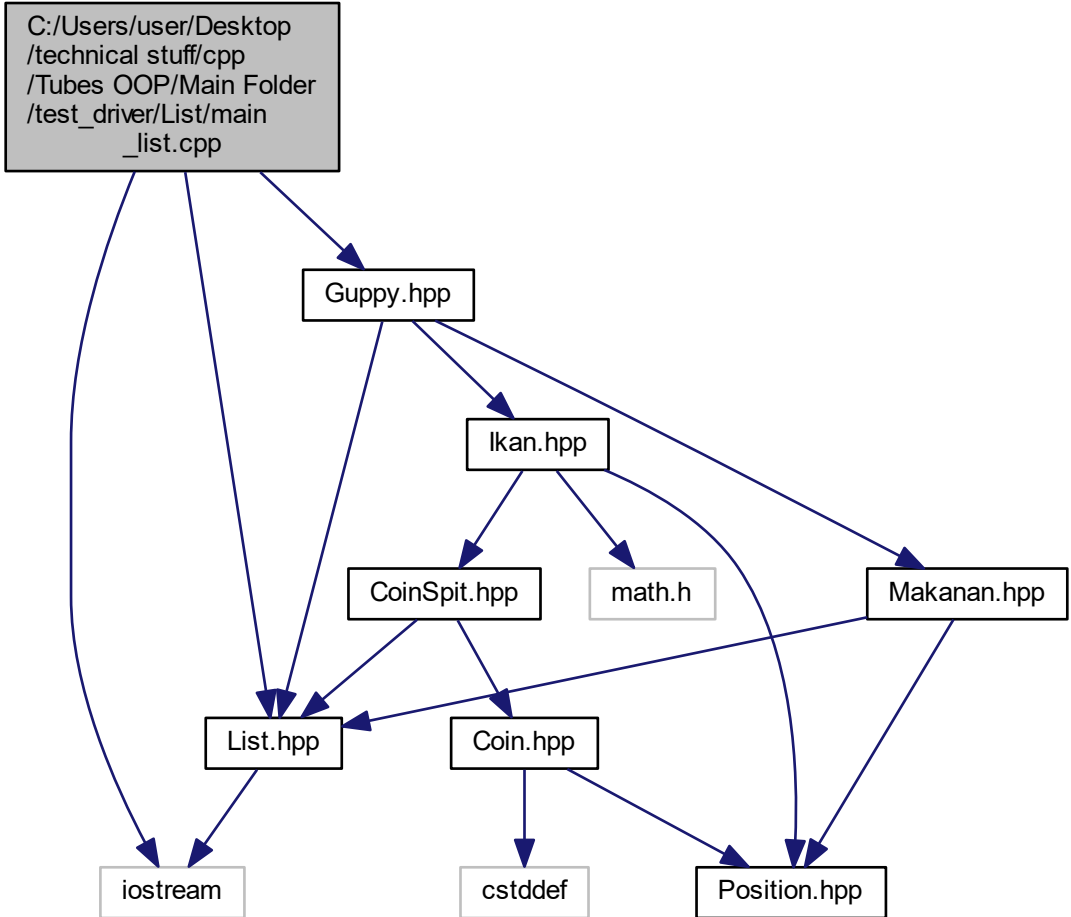 C:/Users/user/Desktop
/technical stuff/cpp
/Tubes OOP/Main Folder
/test_driver/List/main
_list.cpp
Guppy.hpp
Ikan.hpp
CoinSpit.hpp
math.h
Makanan.hpp
List.hpp
Coin.hpp
iostream
cstddef
Position.hpp